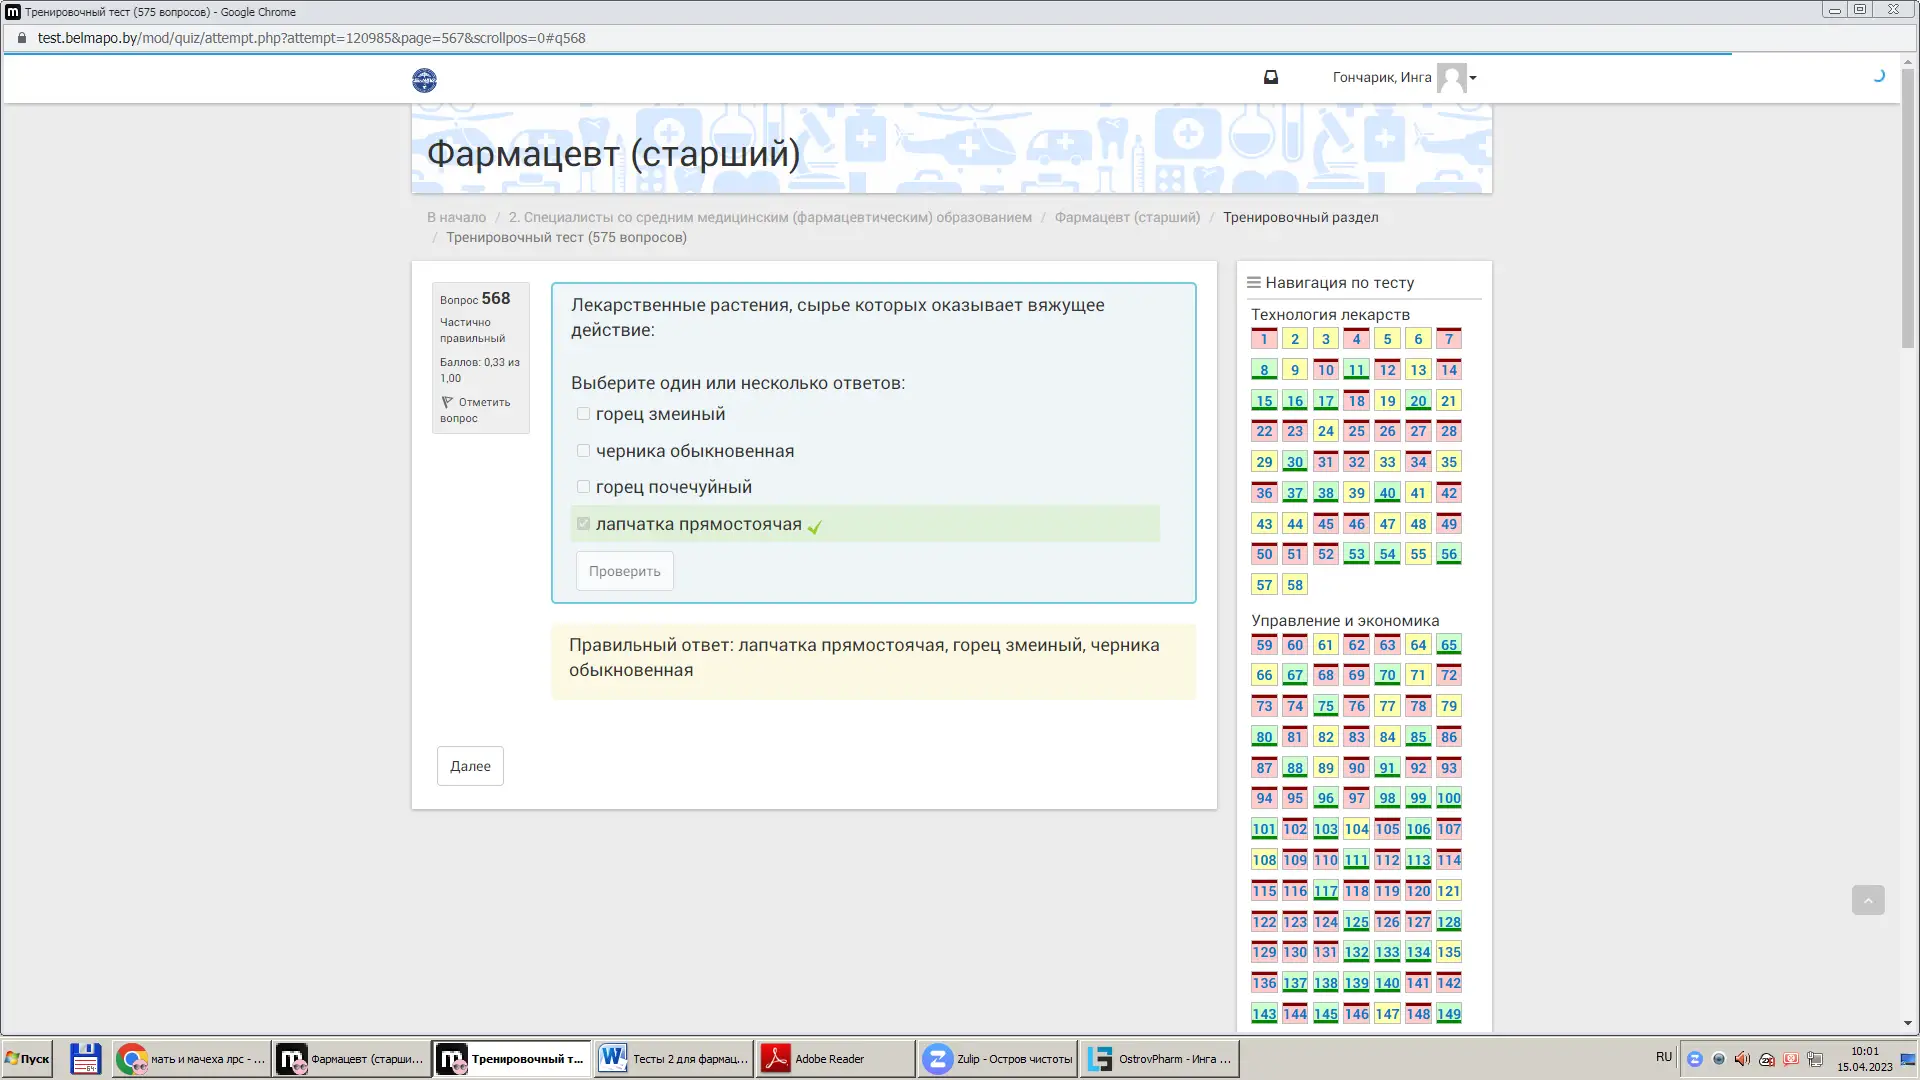 Тренировочный тест (575 вопросов) - Google Chrome
test.belmapo.by/mod/quiz/attempt.php?attempt=120985&page=567&scrollpos=0#q568
Гончарик, Инга
Фармацевт (старший)
В начало / 2. Специалисты со средним медицинским (фармацевтическим) образованием / Фармацевт (старший) / Тренировочный раздел
/ Тренировочный тест (575 вопросов)
Вопрос 568
Частично
правильный
Баллов: 0,33 из
1,00
Отметить
вопрос
Лекарственные растения, сырье которых оказывает вяжущее
действие:
Выберите один или несколько ответов:
горец змеиный
черника обыкновенная
горец почечуйный
лапчатка прямостоячая
Проверить
Правильный ответ: лапчатка прямостоячая, горец змеиный, черника
обыкновенная
Далее
Навигация по тесту
Технология лекарств
1 2 3 4 5 6 7
8 9 10 11 12 13 14
15 16 17 18 19 20 21
22 23 24 25 26 27 28
29 30 31 32 33 34 35
36 37 38 39 40 41 42
43 44 45 46 47 48 49
50 51 52 53 54 55 56
57 58
Управление и экономика
59 60 61 62 63 64 65
66 67 68 69 70 71 72
73 74 75 76 77 78 79
80 81 82 83 84 85 86
87 88 89 90 91 92 93
94 95 96 97 98 99 100
101 102 103 104 105 106 107
108 109 110 111 112 113 114
115 116 117 118 119 120 121
122 123 124 125 126 127 128
129 130 131 132 133 134 135
136 137 138 139 140 141 142
143 144 145 146 147 148 149
Пуск
мать и мачеха лрс - ...
Фармацевт (старши...
Тренировочный т...
Тесты 2 для фармац...
Adobe Reader
Zulip - Остров чистоты
OstrovPharm - Инга ...
RU
10:01
15.04.2023